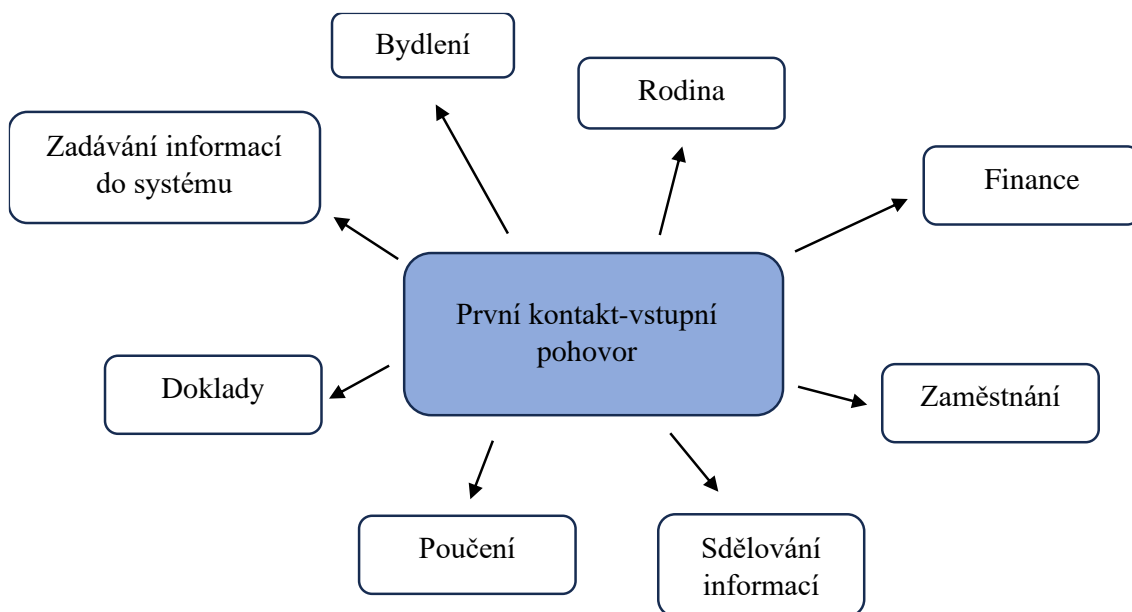 Bydlení
Rodina
Zadávání informací
do systému
Finance
První kontakt-vstupní
pohovor
Doklady
Zaměstnání
Poučení
Sdělování
informací